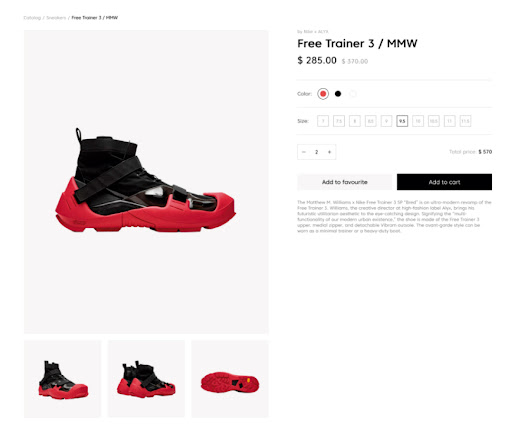 Catalog / Sneakers / Free Trainer 3 / MMW
by Nike x ALYX
Free Trainer 3 / MMW
$ 285.00 $ 370.00
Color:
Size: 7 7.5 8 8.5 9 9.5 10 10.5 11 11.5
− 2 + Total price: $ 570
Add to favourite Add to cart
The Matthew M. Williams x Nike Free Trainer 3 SP "Bred" is an ultra-modern revamp of the
Free Trainer 3. Williams, the creative director at high-fashion label Alyx, brings his
futuristic utilitarian aesthetic to the eye-catching design. Signifying the "multi-
functionality of our modern urban existence," the shoe is made of the Free Trainer 3
upper, medial zipper, and detachable Vibram outsole. The avant-garde style can be
worn as a minimal trainer or a heavy-duty boot.